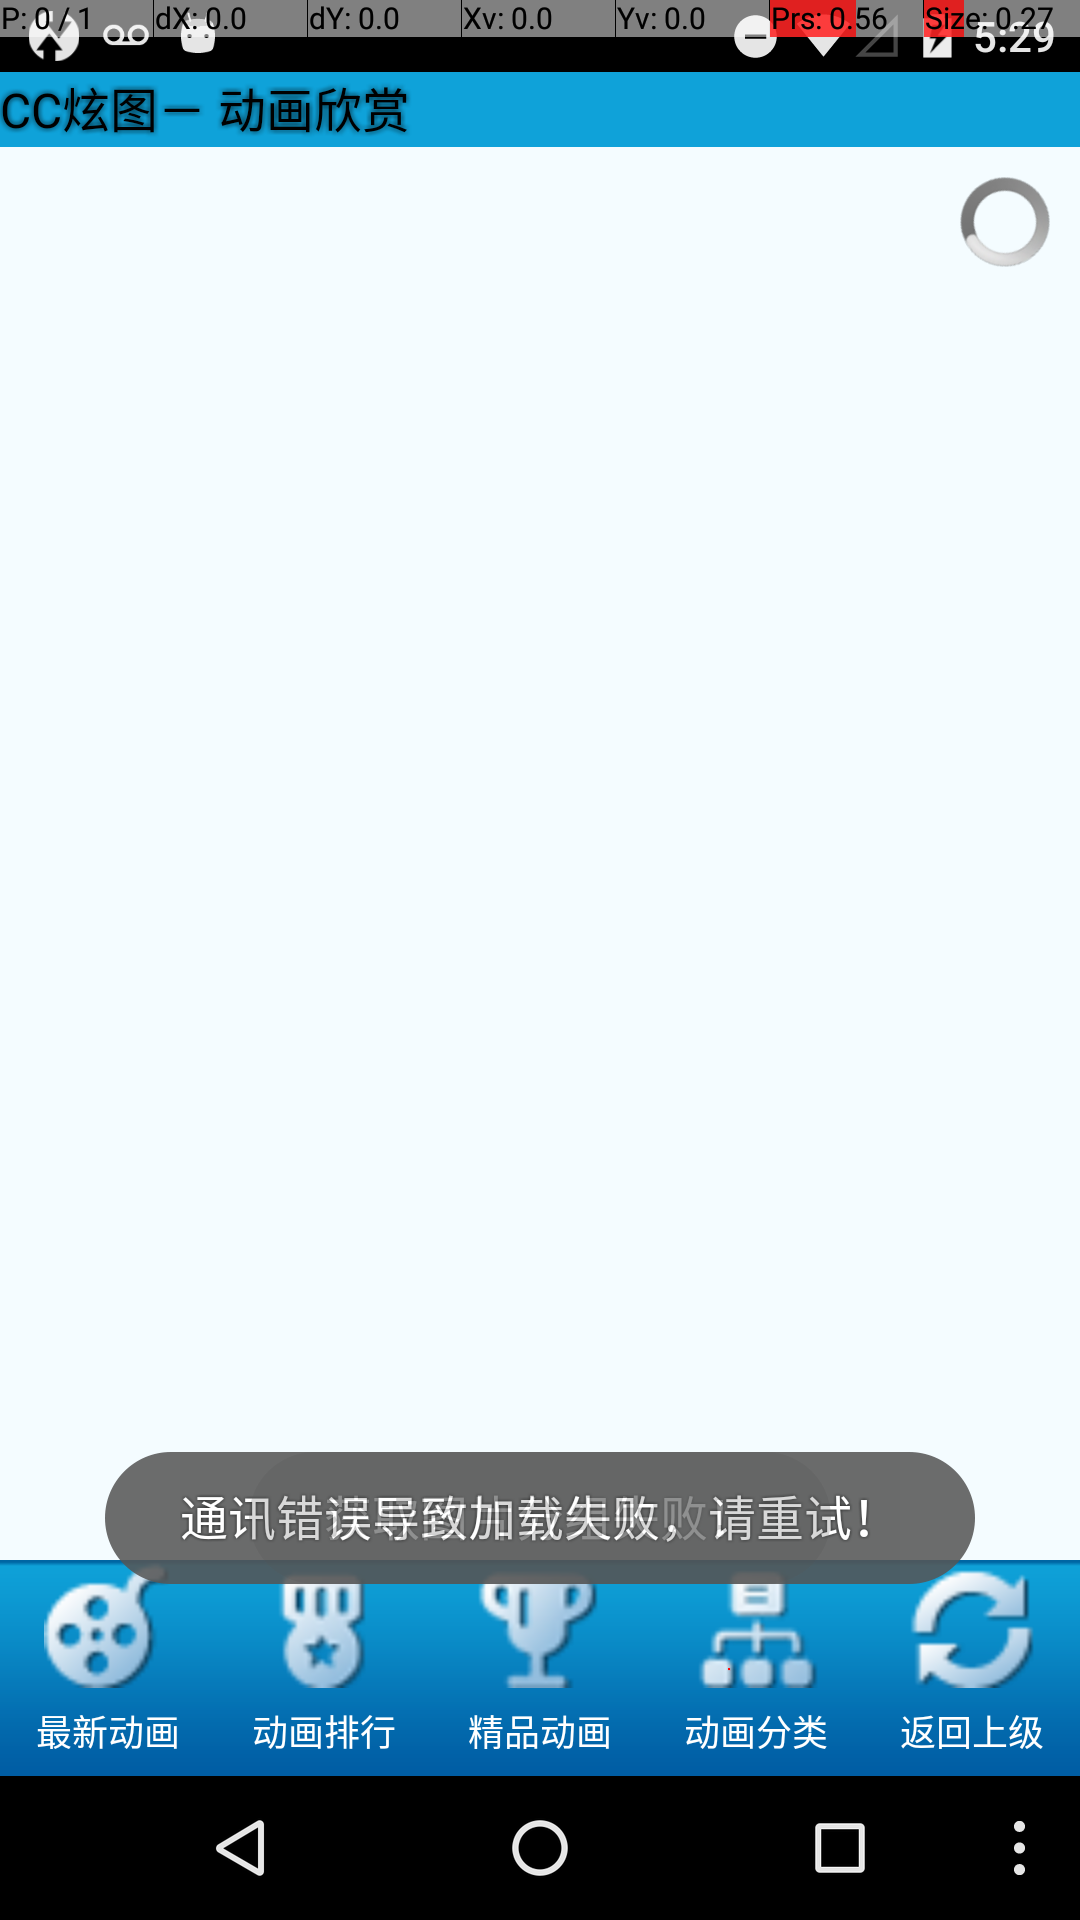 P: 0 / 1 dX: 0.0 dY: 0.0 Xv: 0.0 Yv: 0.0 Prs: 0.56 Size: 0.27
5:29
CC炫图－ 动画欣赏
通讯错误导致加载失败，请重试！
最新动画 动画排行 精品动画 动画分类 返回上级